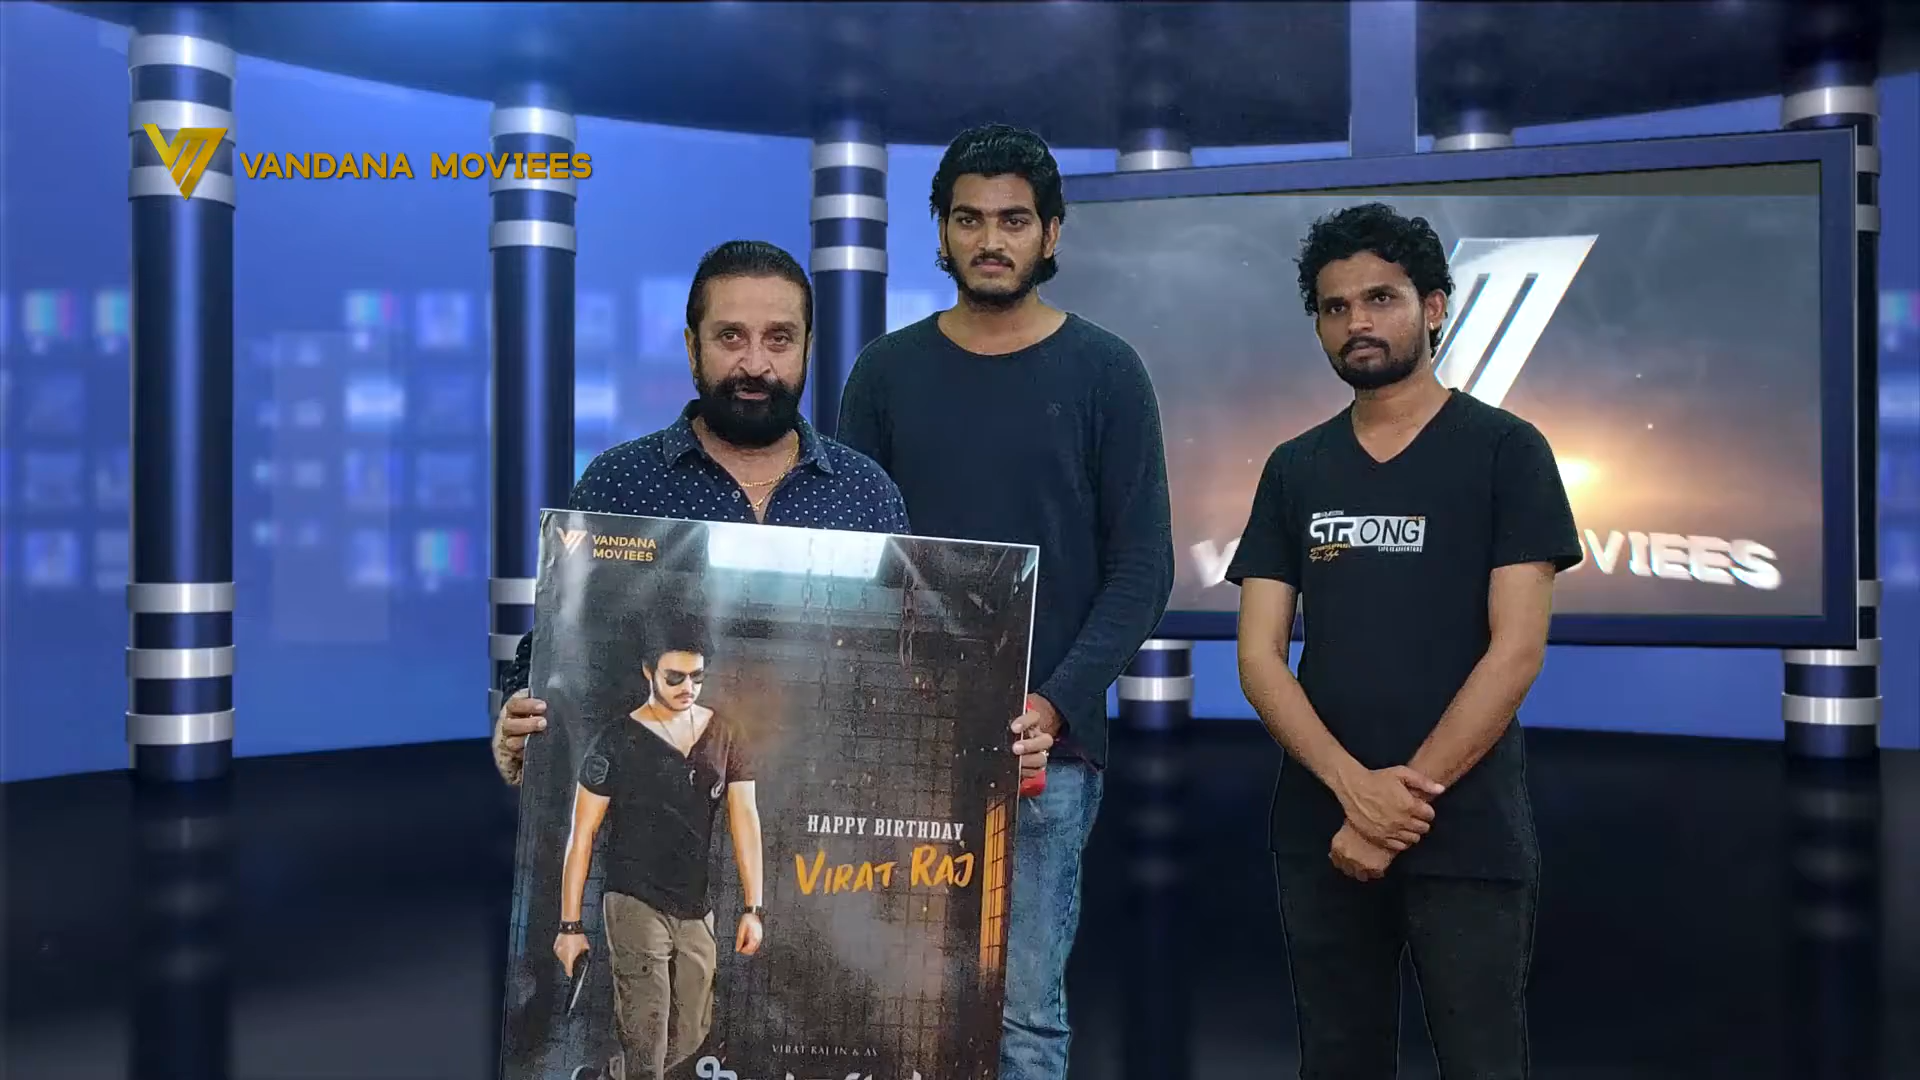 VANDANA MOVIEES
VANDANA
MOVIEES
HAPPY BIRTHDAY
VIRAT RAJ
VIRAT RAJ IN & AS
STRONG
LIFE IS ADVENTURE